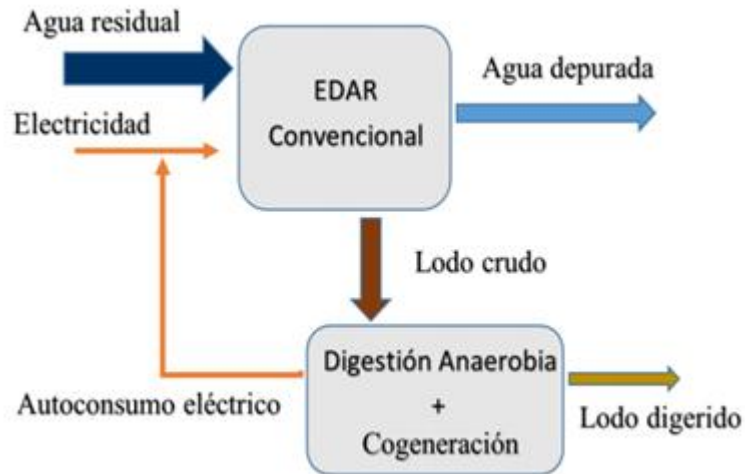 Agua residual
EDAR
Convencional
Agua depurada
Electricidad
Lodo crudo
Digestión Anaerobia
+
Cogeneración
Autoconsumo eléctrico
Lodo digerido